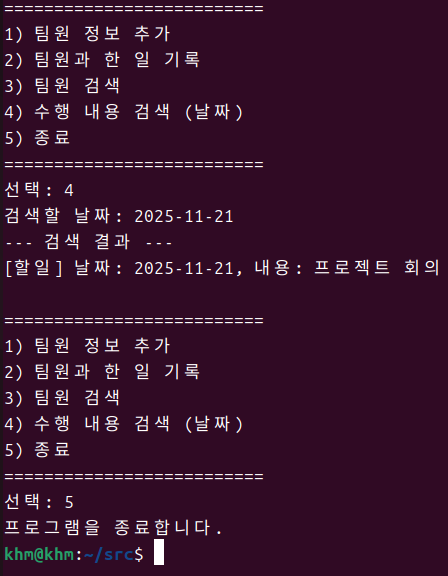 ==========================
1) 팀원 정보 추가
2) 팀원과 한 일 기록
3) 팀원 검색
4) 수행 내용 검색 (날짜)
5) 종료
==========================
선택: 4
검색할 날짜: 2025-11-21
--- 검색 결과 ---
[할일] 날짜: 2025-11-21, 내용: 프로젝트 회의

==========================
1) 팀원 정보 추가
2) 팀원과 한 일 기록
3) 팀원 검색
4) 수행 내용 검색 (날짜)
5) 종료
==========================
선택: 5
프로그램을 종료합니다.
khm@khm:~/src$